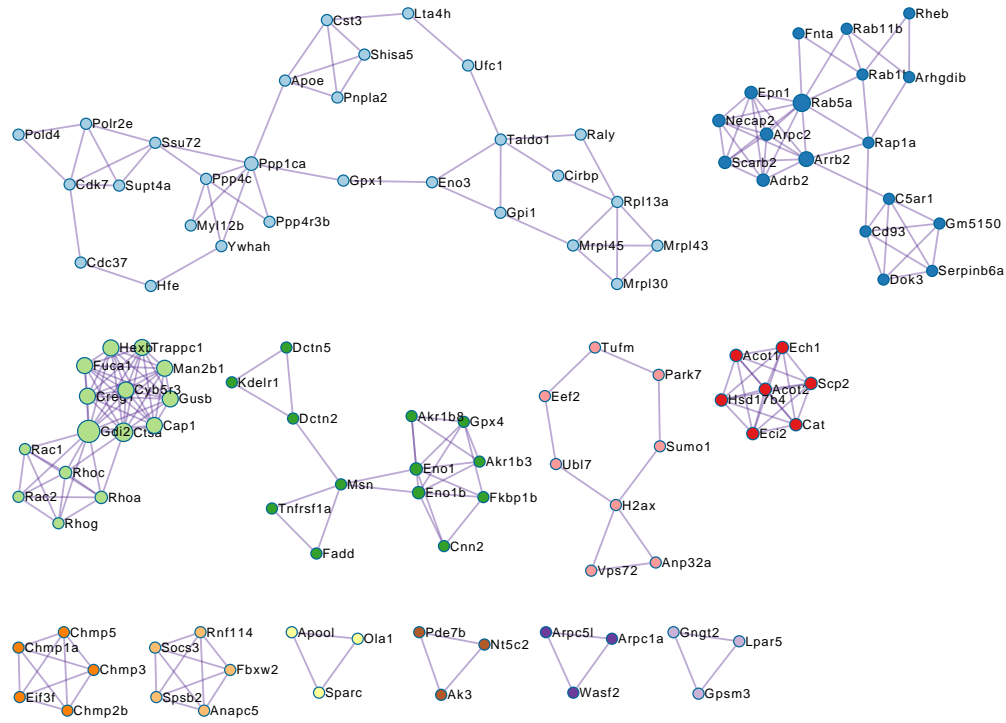 Cst3
Lta4h
Shisa5
Ufc1
Apoe
Pnpla2
Pold4
Polr2e
Ssu72
Taldo1
Raly
Ppp1ca
Cdk7
Supt4a
Ppp4c
Gpx1
Eno3
Cirbp
Rpl13a
Myl12b
Ppp4r3b
Gpi1
Ywhah
Mrpl45
Mrpl43
Cdc37
Hfe
Mrpl30
Rheb
Fnta
Rab11b
Arhgdib
Epn1
Rab5a
Necap2
Arpc2
Rap1a
Scarb2
Arrb2
Adrb2
C5ar1
Gm5150
Cd93
Serpinb6a
Dok3
Hexb
Trappc1
Fuca1
Man2b1
Cyb5r3
Creg1
Gusb
Gdi2
Ctsa
Cap1
Rac1
Rhoc
Rac2
Rhoa
Rhog
Dctn5
Kdelr1
Dctn2
Akr1b8
Gpx4
Eno1
Akr1b3
Msn
Eno1b
Fkbp1b
Tnfrsf1a
Fadd
Cnn2
Tufm
Park7
Eef2
Sumo1
Ubl7
H2ax
Vps72
Anp32a
Acot1
Ech1
Acot2
Scp2
Hsd17b4
Eci2
Cat
Chmp5
Chmp1a
Chmp3
Eif3f
Chmp2b
Rnf114
Socs3
Fbxw2
Spsb2
Anapc5
Apool
Ola1
Sparc
Pde7b
Nt5c2
Ak3
Arpc5l
Arpc1a
Wasf2
Gngt2
Lpar5
Gpsm3